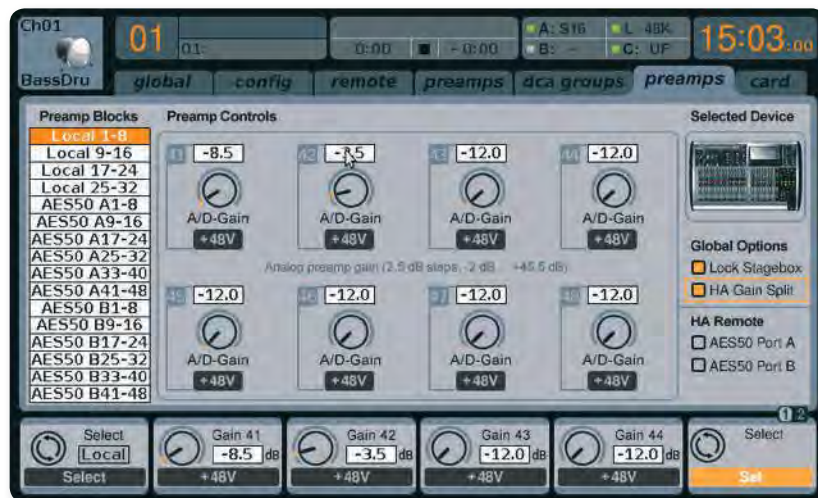 Ch01
01
01:
0:00
- 0:00
A: S16
B: -
L 48K
C: UF
15:03:00
BassDru
global config remote preamps dca groups preamps card
Preamp Blocks
Local 1-8
Local 9-16
Local 17-24
Local 25-32
AES50 A1-8
AES50 A9-16
AES50 A17-24
AES50 A25-32
AES50 A33-40
AES50 A41-48
AES50 B1-8
AES50 B9-16
AES50 B17-24
AES50 B25-32
AES50 B33-40
AES50 B41-48
Preamp Controls
41 -8.5
A/D-Gain
+48V
42
A/D-Gain
+48V
43 -12.0
A/D-Gain
+48V
44 -12.0
A/D-Gain
+48V
Analog preamp gain (2.5 dB steps, -2 dB ... +45.5 dB)
-12.0
A/D-Gain
+48V
-12.0
A/D-Gain
+48V
-12.0
A/D-Gain
+48V
-12.0
A/D-Gain
+48V
Selected Device
Global Options
Lock Stagebox
HA Gain Split
HA Remote
AES50 Port A
AES50 Port B
1 2
Select
Local
Select
Gain 41
-8.5 dB
+48V
Gain 42
-3.5 dB
+48V
Gain 43
-12.0 dB
+48V
Gain 44
-12.0 dB
+48V
Select
Set